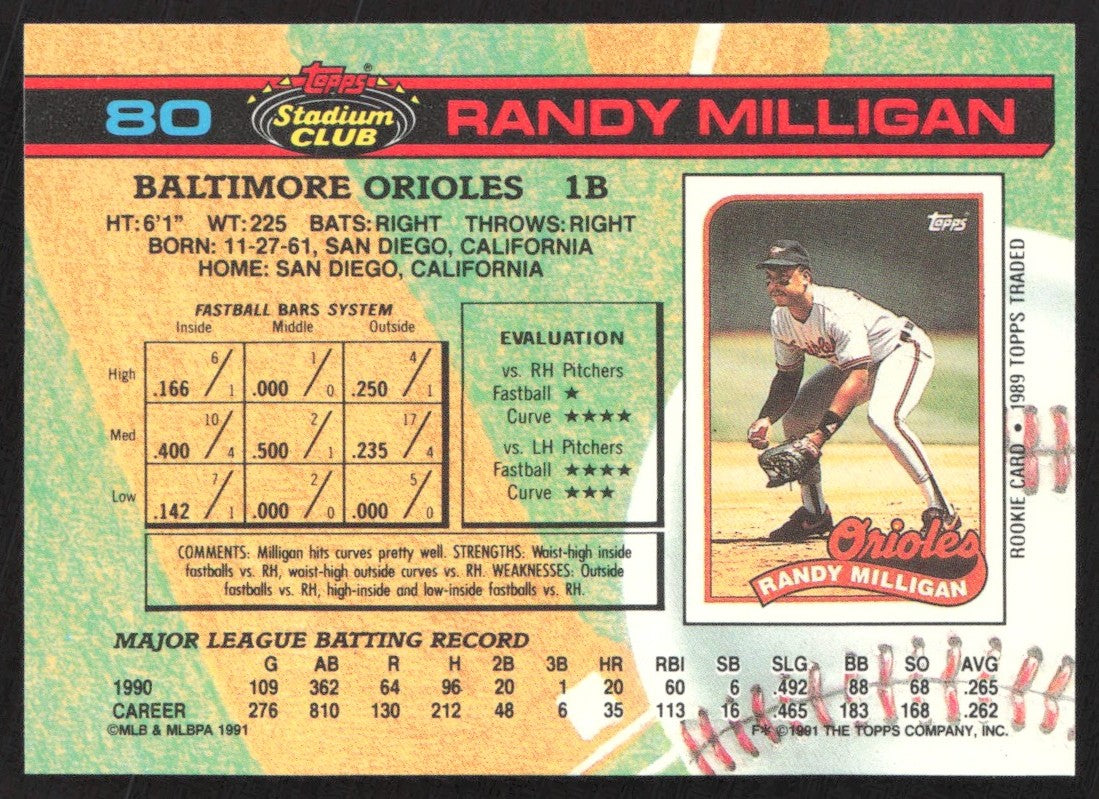 80
TOPPS®
Stadium
CLUB
RANDY MILLIGAN
BALTIMORE ORIOLES 1B
HT: 6'1" WT: 225 BATS: RIGHT THROWS: RIGHT
BORN: 11-27-61, SAN DIEGO, CALIFORNIA
HOME: SAN DIEGO, CALIFORNIA
FASTBALL BARS SYSTEM
Inside Middle Outside
High .166 6/1 .000 1/0 .250 4/1
Med .400 10/4 .500 2/1 .235 17/4
Low .142 7/1 .000 2/0 .000 5/0
EVALUATION
vs. RH Pitchers
Fastball ★
Curve ★★★★
vs. LH Pitchers
Fastball ★★★★
Curve ★★★
COMMENTS: Milligan hits curves pretty well. STRENGTHS: Waist-high inside
fastballs vs. RH, waist-high outside curves vs. RH. WEAKNESSES: Outside
fastballs vs. RH, high-inside and low-inside fastballs vs. RH.
TOPPS
Orioles
Orioles
RANDY MILLIGAN
ROOKIE CARD • 1989 TOPPS TRADED
MAJOR LEAGUE BATTING RECORD
G AB R H 2B 3B HR RBI SB SLG BB SO AVG
1990 109 362 64 96 20 1 20 60 6 .492 88 68 .265
CAREER 276 810 130 212 48 6 35 113 16 .465 183 168 .262
©MLB & MLBPA 1991
F* ©1991 THE TOPPS COMPANY, INC.